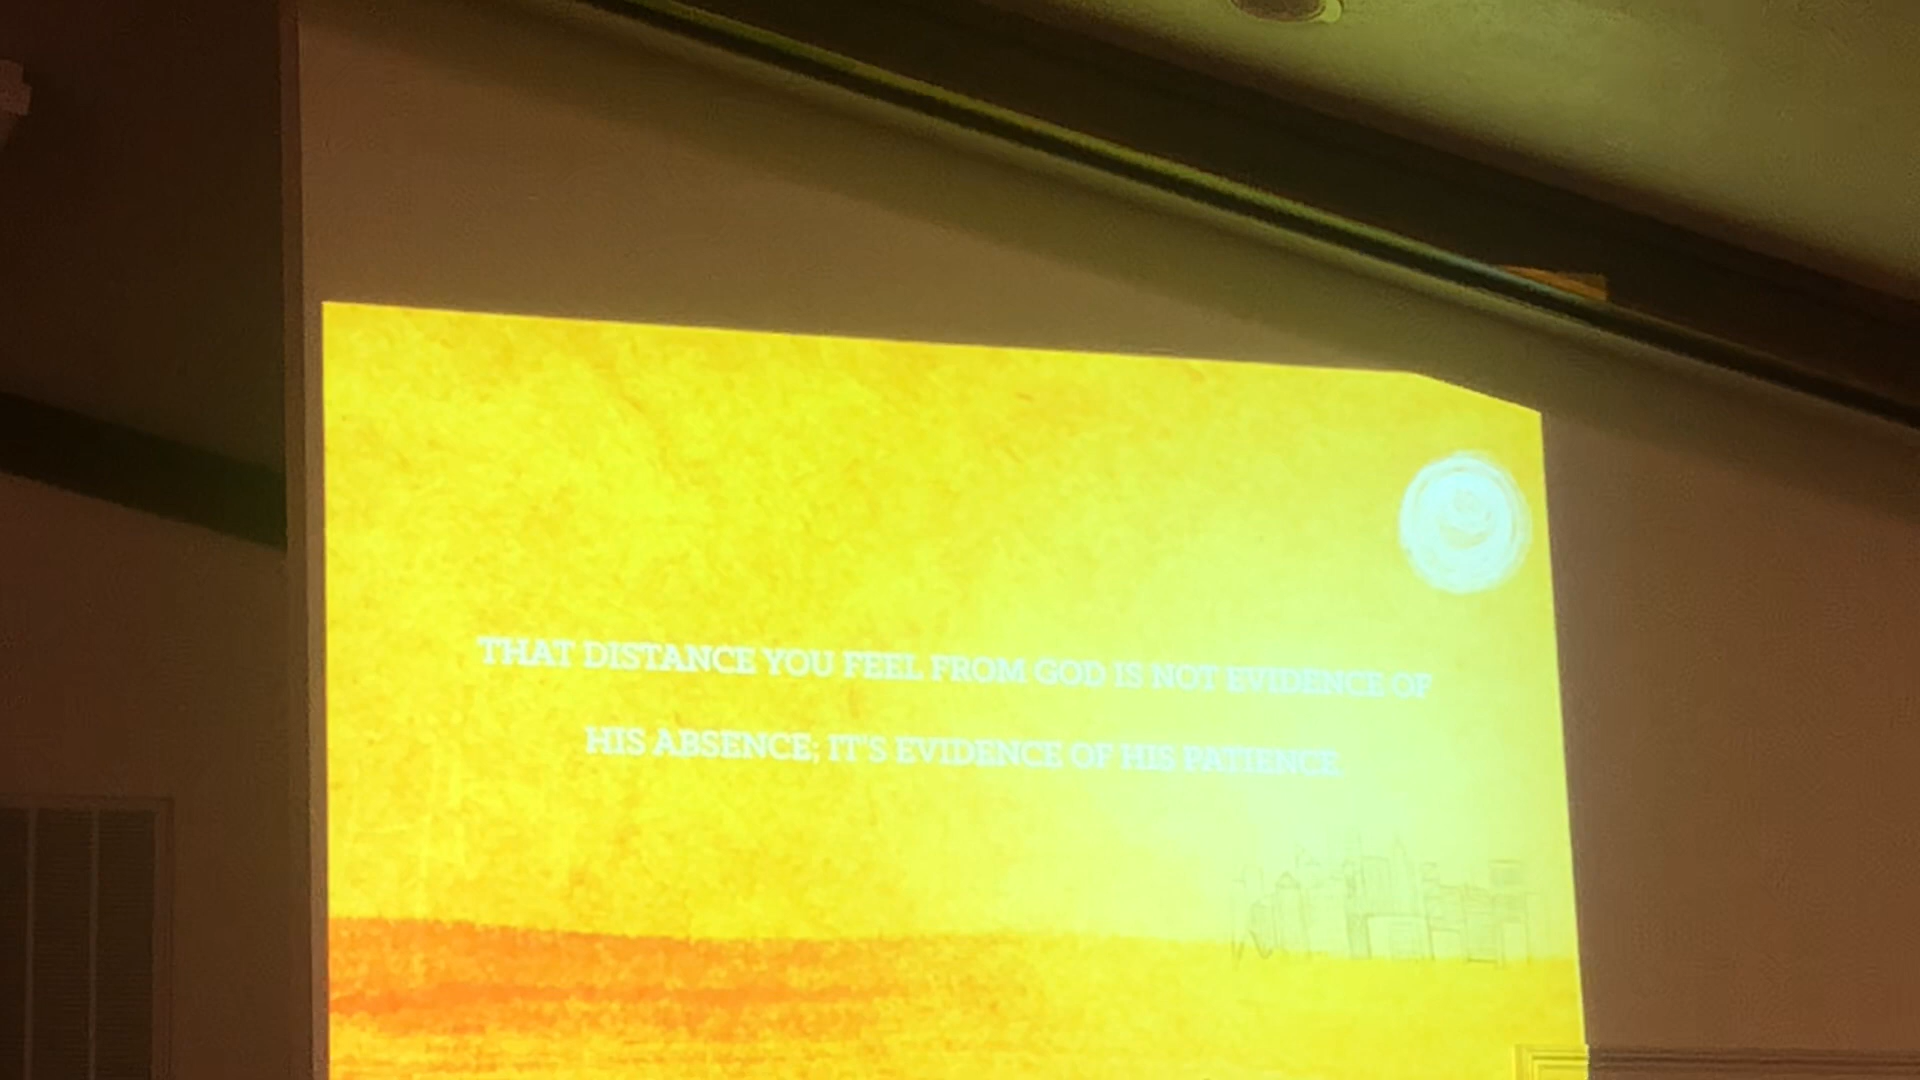 THAT DISTANCE YOU FEEL FROM GOD IS NOT EVIDENCE OF
HIS ABSENCE; IT'S EVIDENCE OF HIS PATIENCE.